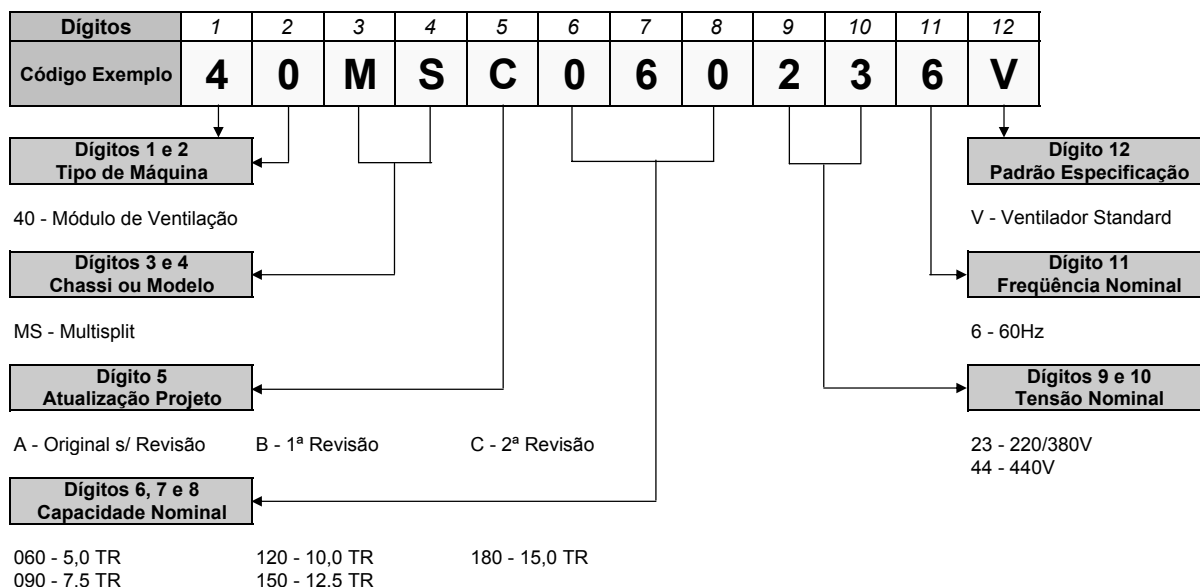 Dígitos 1 2 3 4 5 6 7 8 9 10 11 12
Código Exemplo 4 0 M S C 0 6 0 2 3 6 V
Dígitos 1 e 2
Tipo de Máquina
40 - Módulo de Ventilação
Dígito 12
Padrão Especificação
V - Ventilador Standard
Dígitos 3 e 4
Chassi ou Modelo
MS - Multisplit
Dígito 11
Freqüência Nominal
6 - 60Hz
Dígito 5
Atualização Projeto
A - Original s/ Revisão B - 1ª Revisão C - 2ª Revisão
Dígitos 9 e 10
Tensão Nominal
23 - 220/380V
44 - 440V
Dígitos 6, 7 e 8
Capacidade Nominal
060 - 5,0 TR 120 - 10,0 TR 180 - 15,0 TR
090 - 7,5 TR 150 - 12,5 TR